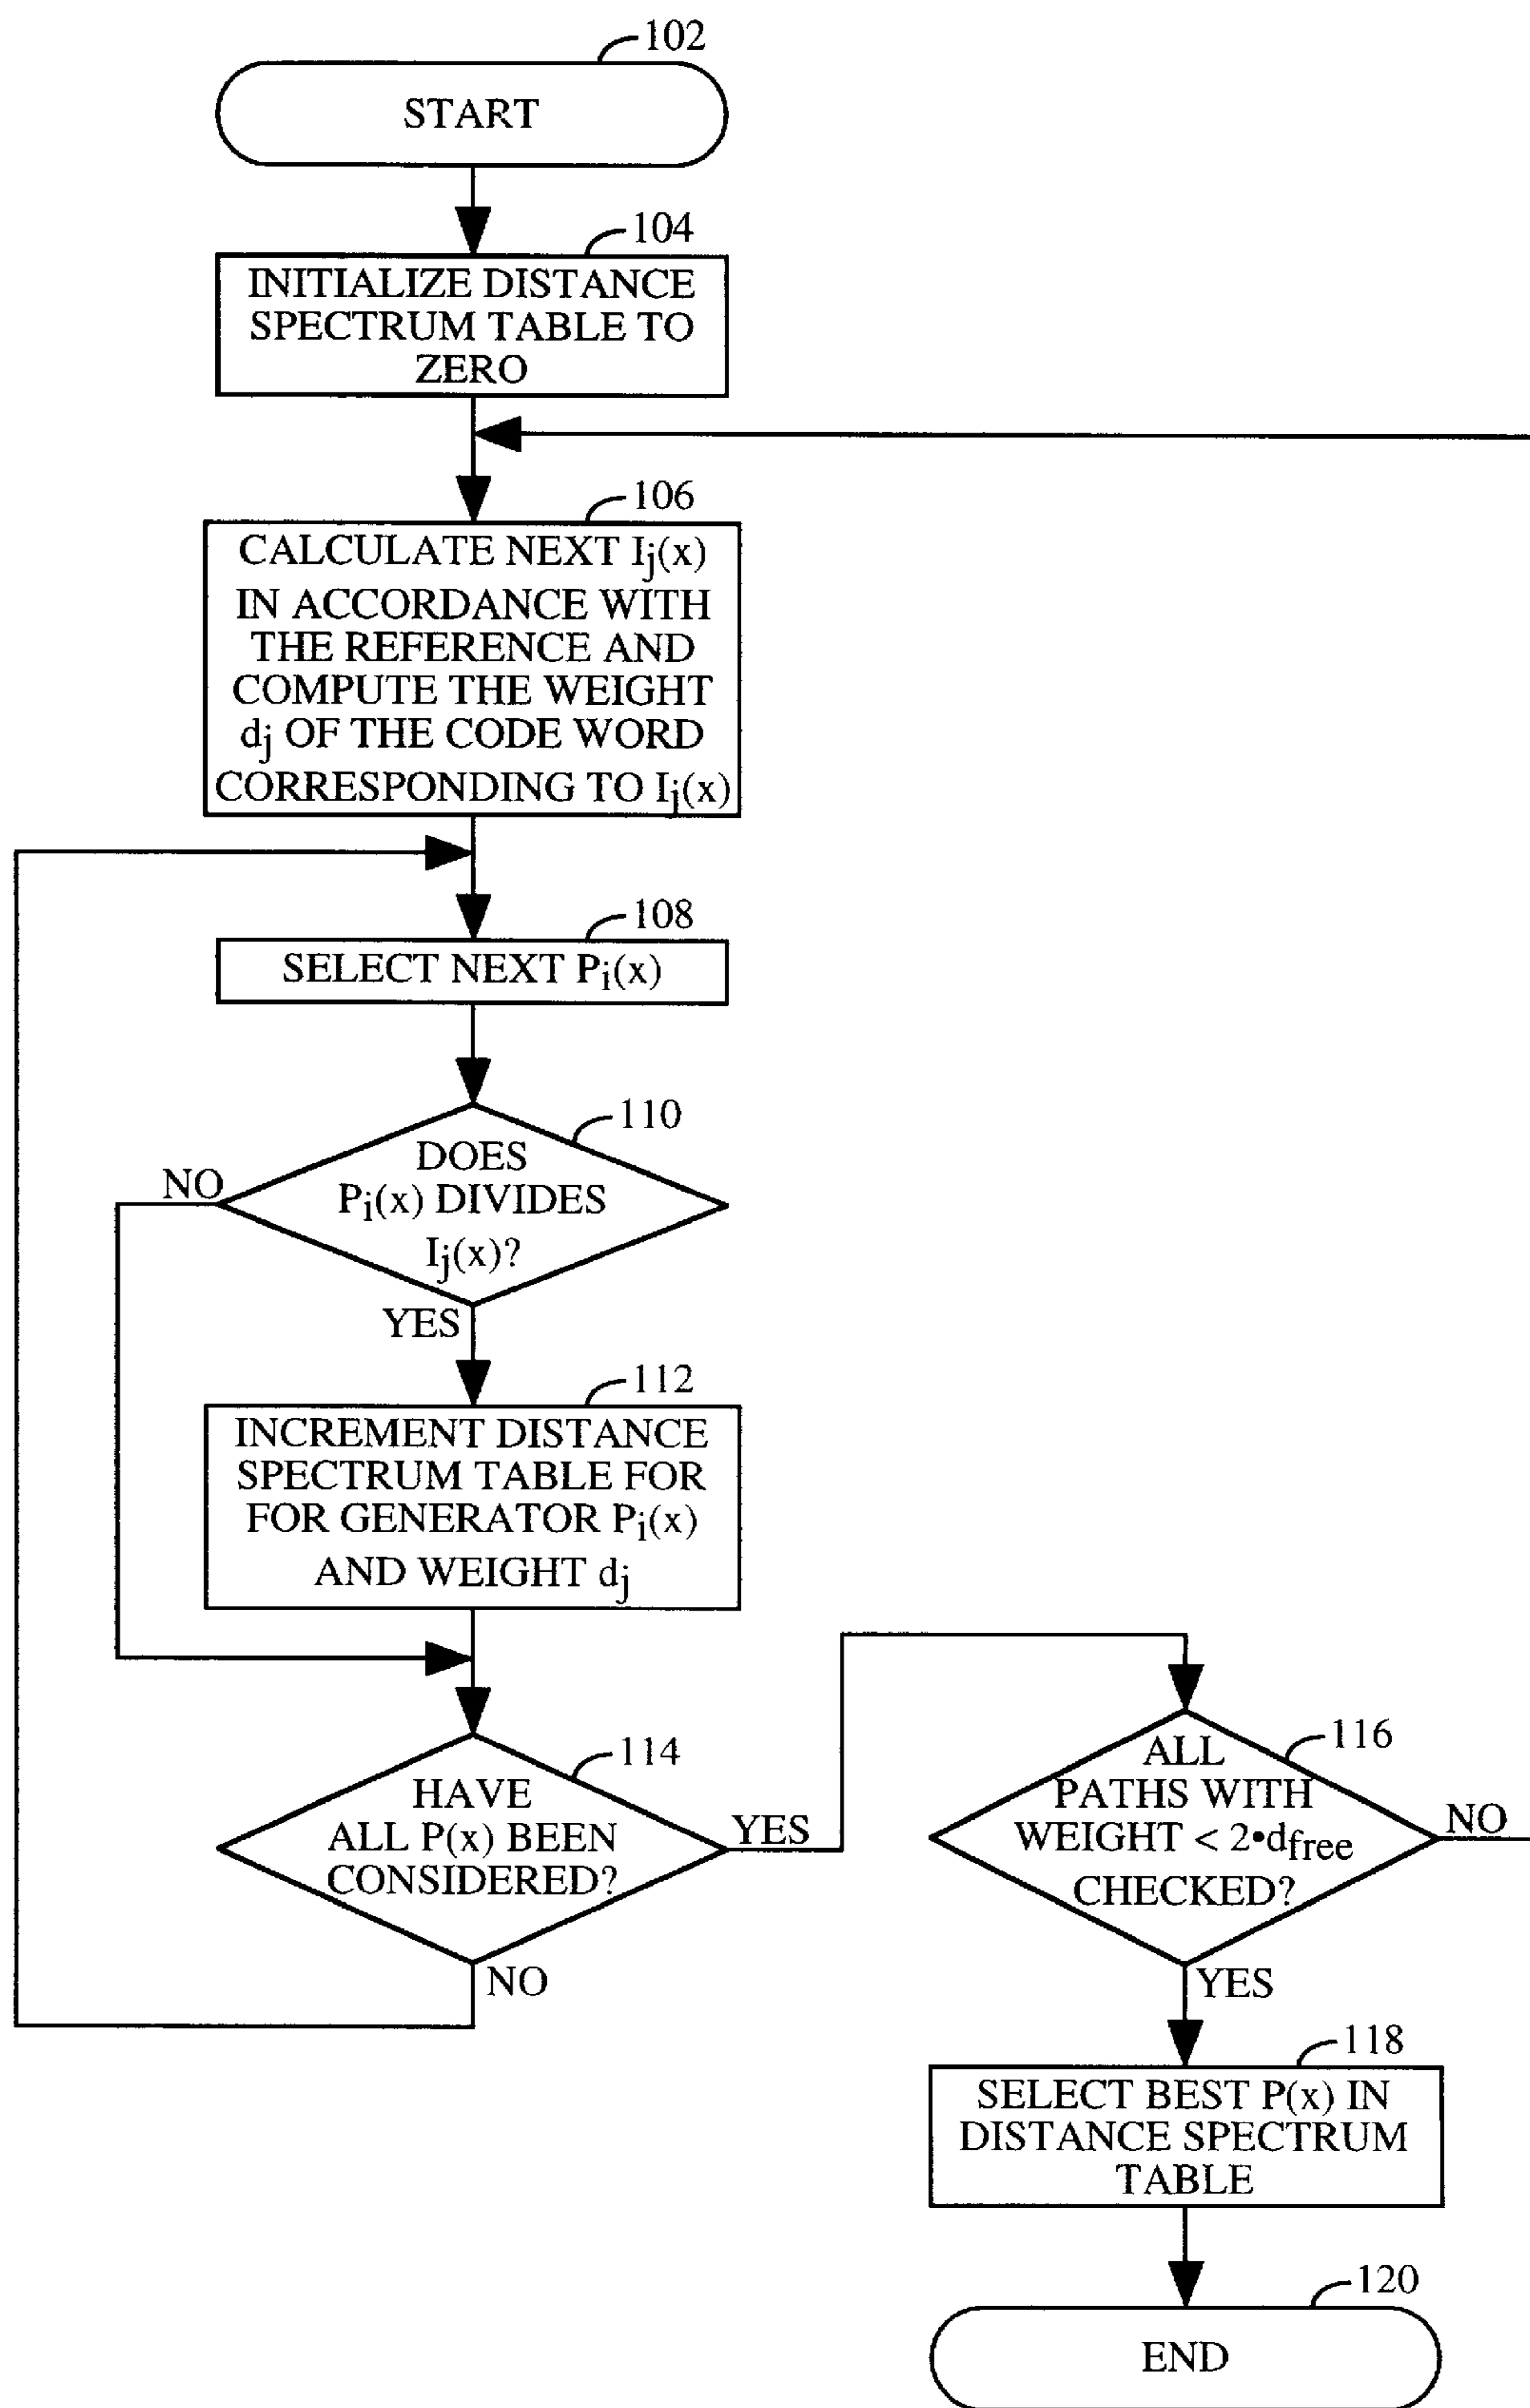 102
START
104
INITIALIZE DISTANCE
SPECTRUM TABLE TO
ZERO
106
CALCULATE NEXT Ij(x)
IN ACCORDANCE WITH
THE REFERENCE AND
COMPUTE THE WEIGHT
dj OF THE CODE WORD
CORRESPONDING TO Ij(x)
108
SELECT NEXT Pi(x)
110
DOES
Pi(x) DIVIDES
Ij(x)?
NO
YES
112
INCREMENT DISTANCE
SPECTRUM TABLE FOR
FOR GENERATOR Pi(x)
AND WEIGHT dj
114
HAVE
ALL P(x) BEEN
CONSIDERED?
YES
NO
116
ALL
PATHS WITH
WEIGHT < 2•dfree
CHECKED?
NO
YES
118
SELECT BEST P(x) IN
DISTANCE SPECTRUM
TABLE
120
END